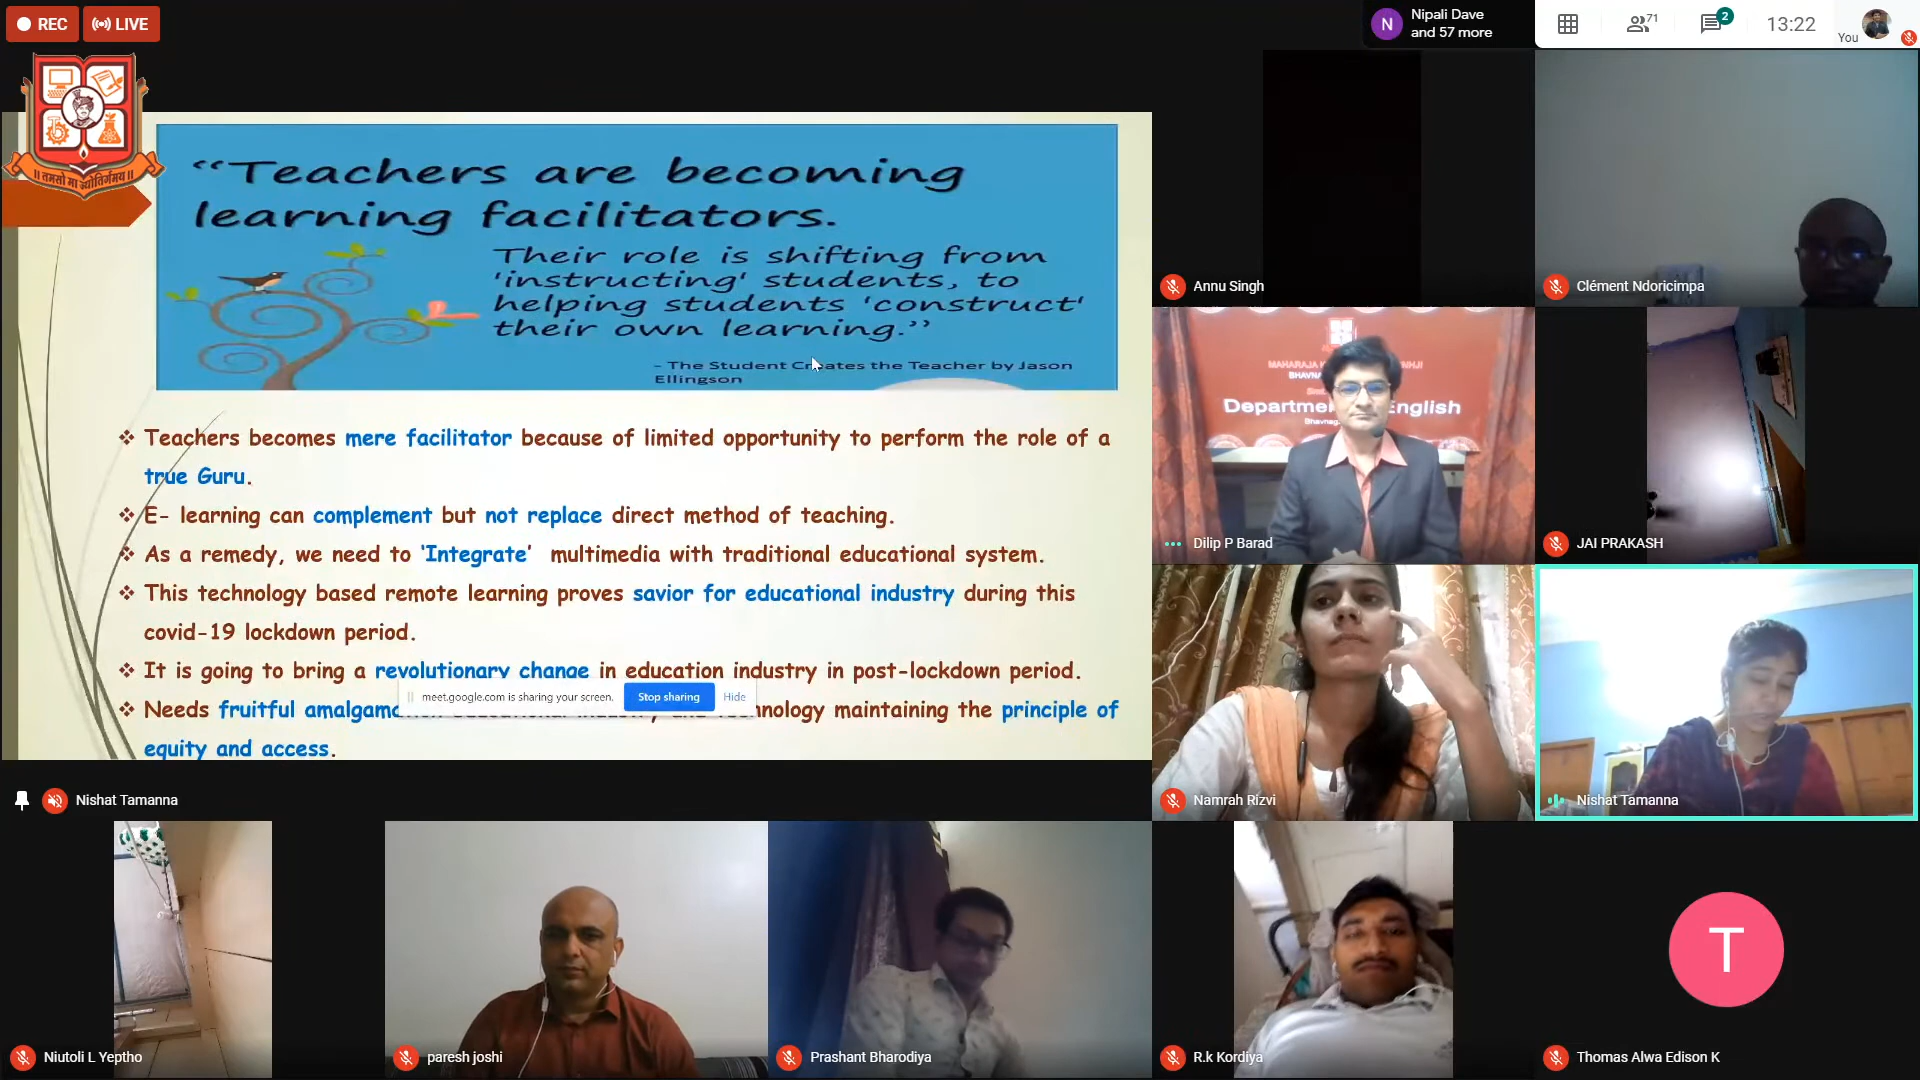 REC
LIVE
N
Nipali Dave
and 57 more
71
2
13:22
You
॥ तमसो मा ज्योतिर्गमय ॥
“Teachers are becoming
learning facilitators.
Their role is shifting from
'instructing' students, to
helping students 'construct'
their own learning.”
- The Student Creates the Teacher by Jason
Ellingson
❖ Teachers becomes mere facilitator because of limited opportunity to perform the role of a
true Guru.
❖ E- learning can complement but not replace direct method of teaching.
❖ As a remedy, we need to ‘Integrate’ multimedia with traditional educational system.
❖ This technology based remote learning proves savior for educational industry during this
covid-19 lockdown period.
❖ It is going to bring a revolutionary change in education industry in post-lockdown period.
meet.google.com is sharing your screen.
Stop sharing
Hide
❖ Needs fruitful maintaining the principle of
equity and access.
Nishat Tamanna
Annu Singh
Clément Ndoricimpa
MAHARAJA
Department English
Bhavnag
Dilip P Barad
JAI PRAKASH
Namrah Rizvi
Nishat Tamanna
Niutoli L Yeptho
paresh joshi
Prashant Bharodiya
R.k Kordiya
T
Thomas Alwa Edison K